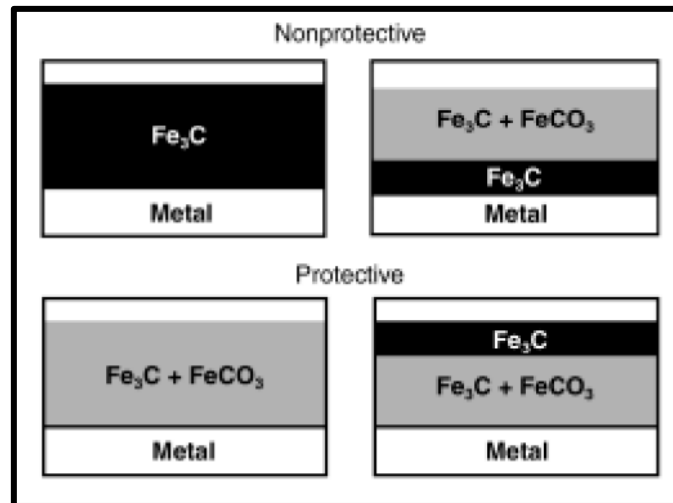 Nonprotective
Fe₃C
Metal
Fe₃C + FeCO₃
Fe₃C
Metal
Protective
Fe₃C + FeCO₃
Metal
Fe₃C
Fe₃C + FeCO₃
Metal